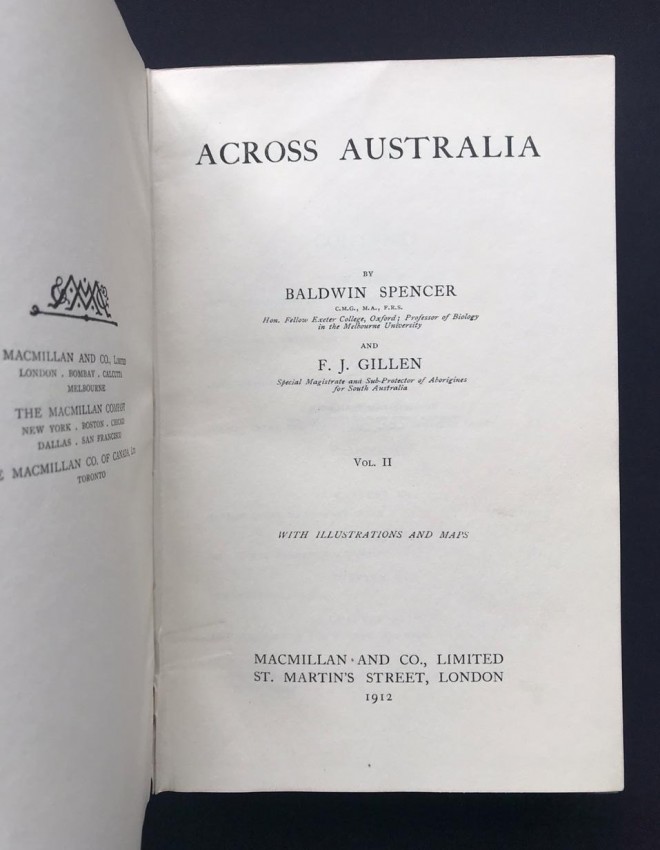 MACMILLAN AND CO., Limited
LONDON . BOMBAY . CALCUTTA
MELBOURNE
THE MACMILLAN COMPANY
NEW YORK . BOSTON . CHICAGO
DALLAS . SAN FRANCISCO
MACMILLAN CO. OF CANADA,
TORONTO
ACROSS AUSTRALIA
BY
BALDWIN SPENCER
C.M.G., M.A., F.R.S.
Hon. Fellow Exeter College, Oxford; Professor of Biology
in the Melbourne University
AND
F. J. GILLEN
Special Magistrate and Sub-Protector of Aborigines
for South Australia
VOL. II
WITH ILLUSTRATIONS AND MAPS
MACMILLAN AND CO., LIMITED
ST. MARTIN'S STREET, LONDON
1912